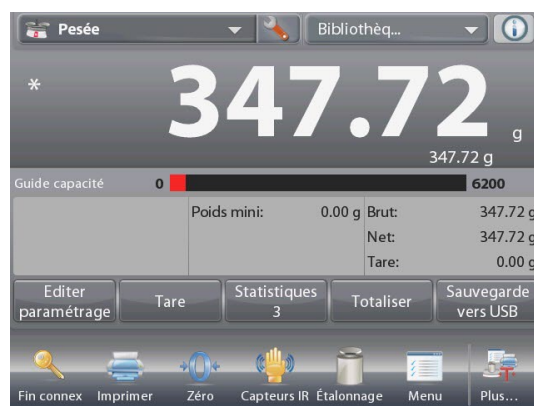 Pesée Bibliothèq...
* 347.72 g
347.72 g
Guide capacité 0 6200
Poids mini: 0.00 g Brut: 347.72 g
Net: 347.72 g
Tare: 0.00 g
Editer paramétrage
Tare
Statistiques 3
Totaliser
Sauvegarde vers USB
Fin connex Imprimer Zéro Capteurs IR Étalonnage Menu Plus...